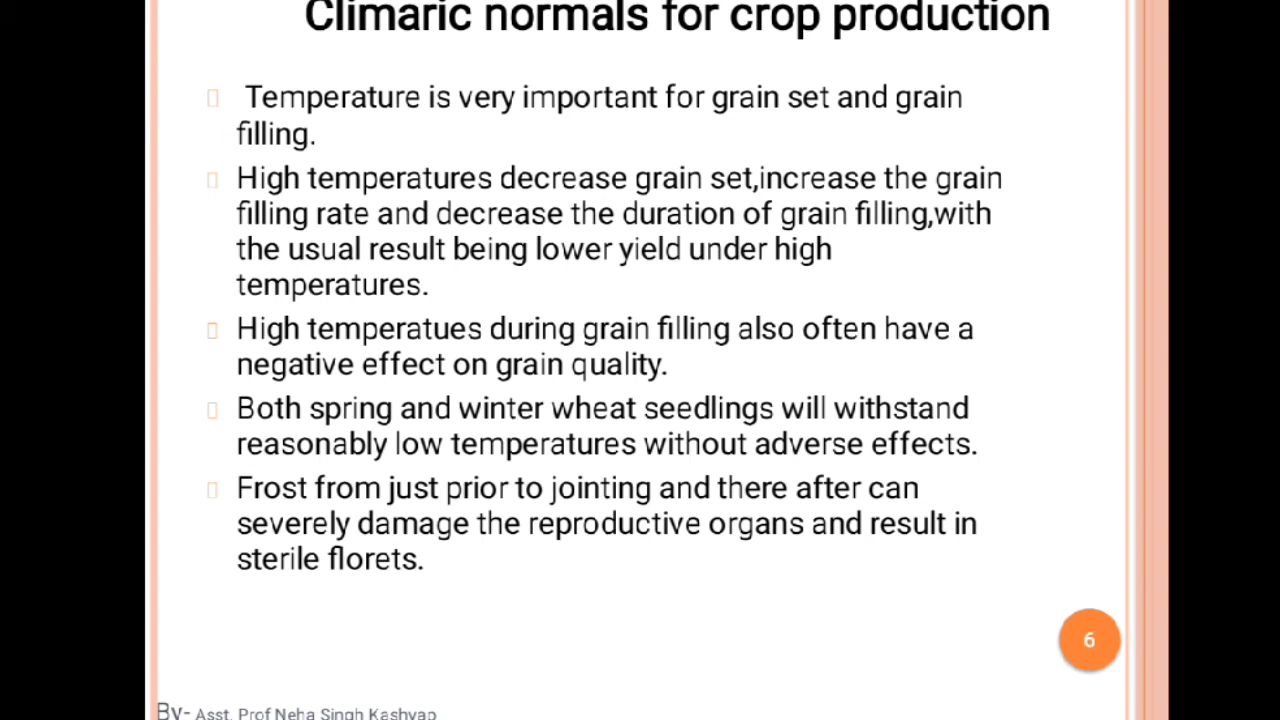 Climaric normals for crop production
Temperature is very important for grain set and grain
filling.
High temperatures decrease grain set,increase the grain
filling rate and decrease the duration of grain filling,with
the usual result being lower yield under high
temperatures.
High temperatues during grain filling also often have a
negative effect on grain quality.
Both spring and winter wheat seedlings will withstand
reasonably low temperatures without adverse effects.
Frost from just prior to jointing and there after can
severely damage the reproductive organs and result in
sterile florets.
6
By- Asst. Prof Neha Singh Kashyap